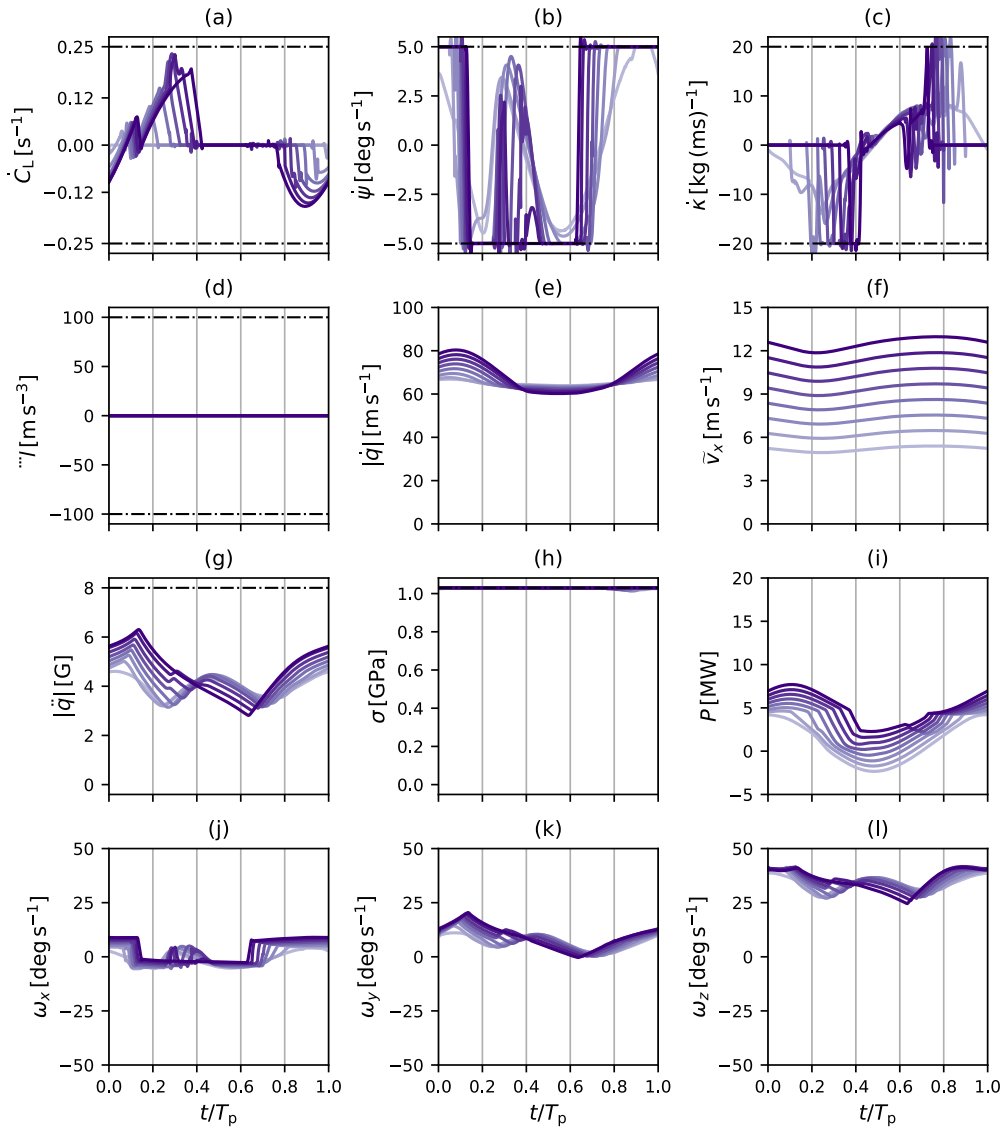 (a) (b) (c)
0.25 5.0 20
0.12 2.5 10
0.00 0.0 0
−0.12 −2.5 −10
−0.25 −5.0 −20
Ċ_L [s⁻¹] ψ̇ [deg s⁻¹] κ̇ [kg (ms)⁻¹]
(d) (e) (f)
100 100 15
50 80 12
0 60 9
−50 40 6
−100 20 3
0 0
l⃛ [m s⁻³] |q̇| [m s⁻¹] ṽ_x [m s⁻¹]
(g) (h) (i)
8 1.0 20
6 0.8 15
4 0.6 10
2 0.4 5
0 0.2 0
0.0 −5
|q̈| [G] σ [GPa] P [MW]
(j) (k) (l)
50 50 50
25 25 25
0 0 0
−25 −25 −25
−50 −50 −50
ω_x [deg s⁻¹] ω_y [deg s⁻¹] ω_z [deg s⁻¹]
0.0 0.2 0.4 0.6 0.8 1.0 0.0 0.2 0.4 0.6 0.8 1.0 0.0 0.2 0.4 0.6 0.8 1.0
t/T_p t/T_p t/T_p